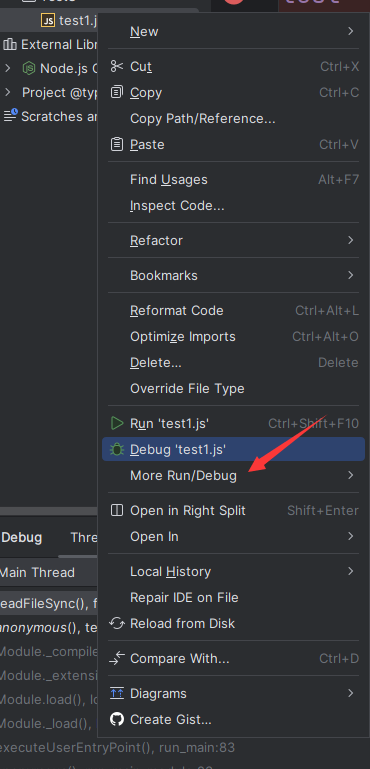 test1.j
External Libr
Node.js
Project @typ
Scratches an
New
Cut Ctrl+X
Copy Ctrl+C
Copy Path/Reference...
Paste Ctrl+V
Find Usages Alt+F7
Inspect Code...
Refactor
Bookmarks
Reformat Code Ctrl+Alt+L
Optimize Imports Ctrl+Alt+O
Delete... Delete
Override File Type
Run 'test1.js' Ctrl+Shift+F10
Debug 'test1.js'
More Run/Debug
Open in Right Split Shift+Enter
Open In
Local History
Repair IDE on File
Reload from Disk
Compare With... Ctrl+D
Diagrams
Create Gist...
Debug Thre
Main Thread
eadFileSync(), f
anonymous(), te
Module._compile
Module._extensi
Module.load(), lo
Module._load(),
executeUserEntryPoint(), run_main:83